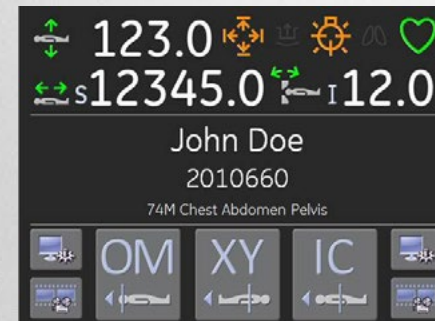 123.0
S12345.0 I12.0
John Doe
2010660
74M Chest Abdomen Pelvis
OM XY IC